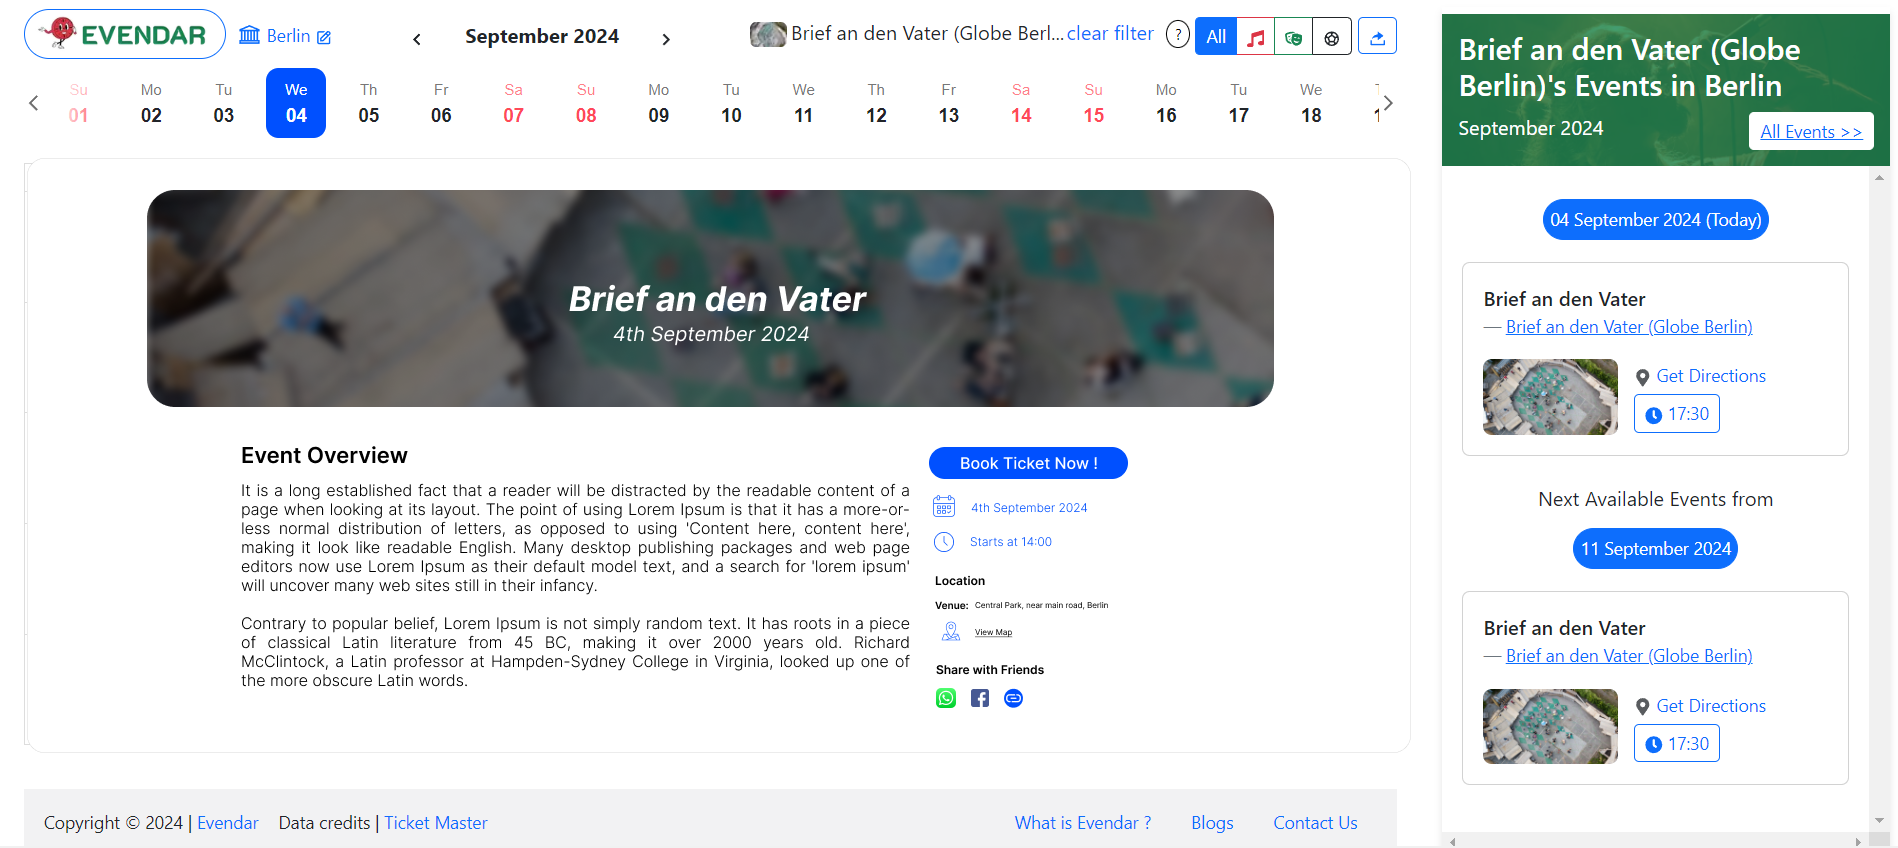 EVENDAR
Berlin
September 2024
Brief an den Vater (Globe Berl...clear filter
?
All
Su Mo Tu We Th Fr Sa Su Mo Tu We Th Fr Sa Su Mo Tu We
01 02 03 04 05 06 07 08 09 10 11 12 13 14 15 16 17 18
Brief an den Vater
4th September 2024
Event Overview
It is a long established fact that a reader will be distracted by the readable content of a
page when looking at its layout. The point of using Lorem Ipsum is that it has a more-or-
less normal distribution of letters, as opposed to using 'Content here, content here',
making it look like readable English. Many desktop publishing packages and web page
editors now use Lorem Ipsum as their default model text, and a search for 'lorem ipsum'
will uncover many web sites still in their infancy.
Contrary to popular belief, Lorem Ipsum is not simply random text. It has roots in a piece
of classical Latin literature from 45 BC, making it over 2000 years old. Richard
McClintock, a Latin professor at Hampden-Sydney College in Virginia, looked up one of
the more obscure Latin words.
Book Ticket Now !
4th September 2024
Starts at 14:00
Location
Venue: Central Park, near main road, Berlin
View Map
Share with Friends
Copyright © 2024 | Evendar Data credits | Ticket Master
What is Evendar ? Blogs Contact Us
Brief an den Vater (Globe
Berlin)'s Events in Berlin
September 2024
All Events >>
04 September 2024 (Today)
Brief an den Vater
— Brief an den Vater (Globe Berlin)
Get Directions
17:30
Next Available Events from
11 September 2024
Brief an den Vater
— Brief an den Vater (Globe Berlin)
Get Directions
17:30